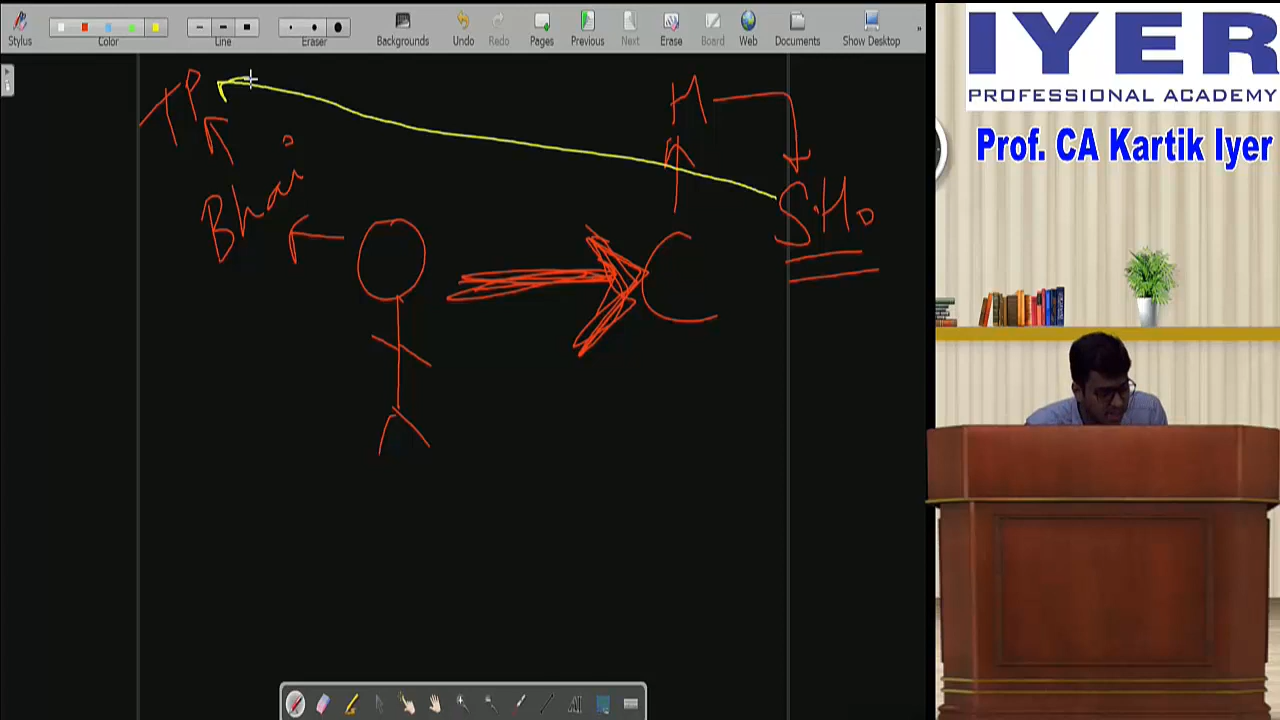 Stylus
Color
Line
Eraser
Backgrounds
Undo
Redo
Pages
Previous
Next
Erase
Board
Web
Documents
Show Desktop
IYER
PROFESSIONAL ACADEMY
Prof. CA Kartik Iyer
TP
M
Bhai
S.Ho
C